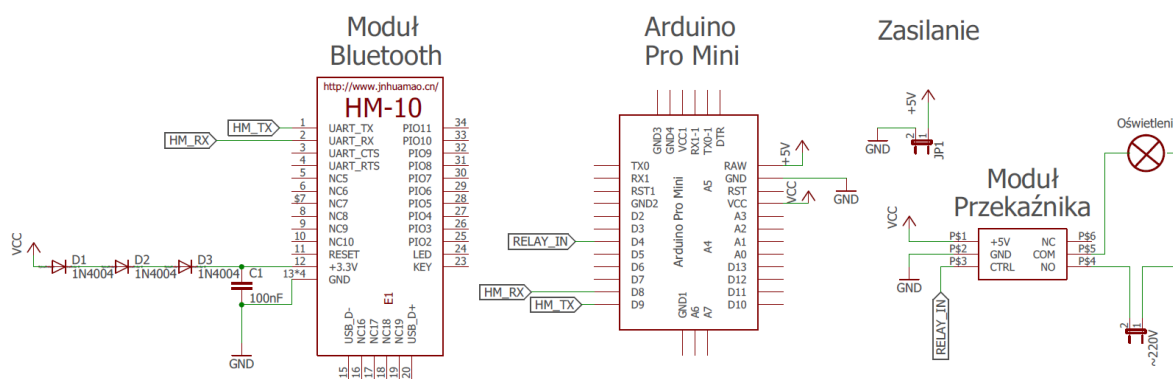 Moduł
Bluetooth
http://www.jnhuamao.cn/
HM-10
HM_TX
HM_RX
1
2
3
4
5
6
$7
8
9
10
11
12
13*4
UART_TX
UART_RX
UART_CTS
UART_RTS
NC5
NC6
NC7
NC8
NC9
NC10
RESET
+3.3V
GND
PIO11
PIO10
PIO9
PIO8
PIO7
PIO6
PIO5
PIO4
PIO3
PIO2
LED
KEY
34
33
32
31
30
29
28
27
26
25
24
23
E1
USB_D-
NC16
NC17
NC18
NC19
USB_D+
15
16
17
18
19
20
VCC
D1
1N4004
D2
1N4004
D3
1N4004
C1
100nF
GND
Arduino
Pro Mini
GND3
GND4
VCC1
RX1-1
TX0-1
DTR
TX0
RX1
RST1
GND2
D2
D3
D4
D5
D6
D7
D8
D9
Arduino Pro Mini
A5
A4
RAW
GND
RST
VCC
A3
A2
A1
A0
D13
D12
D11
D10
GND1
A6
A7
RELAY_IN
HM_RX
HM_TX
+5V
GND
VCC
Zasilanie
+5V
GND
2
1
JP1
Moduł
Przekaźnika
VCC
GND
RELAY_IN
P$1
P$2
P$3
+5V
GND
CTRL
NC
COM
NO
P$6
P$5
P$4
Oświetleni
2
1
~220V